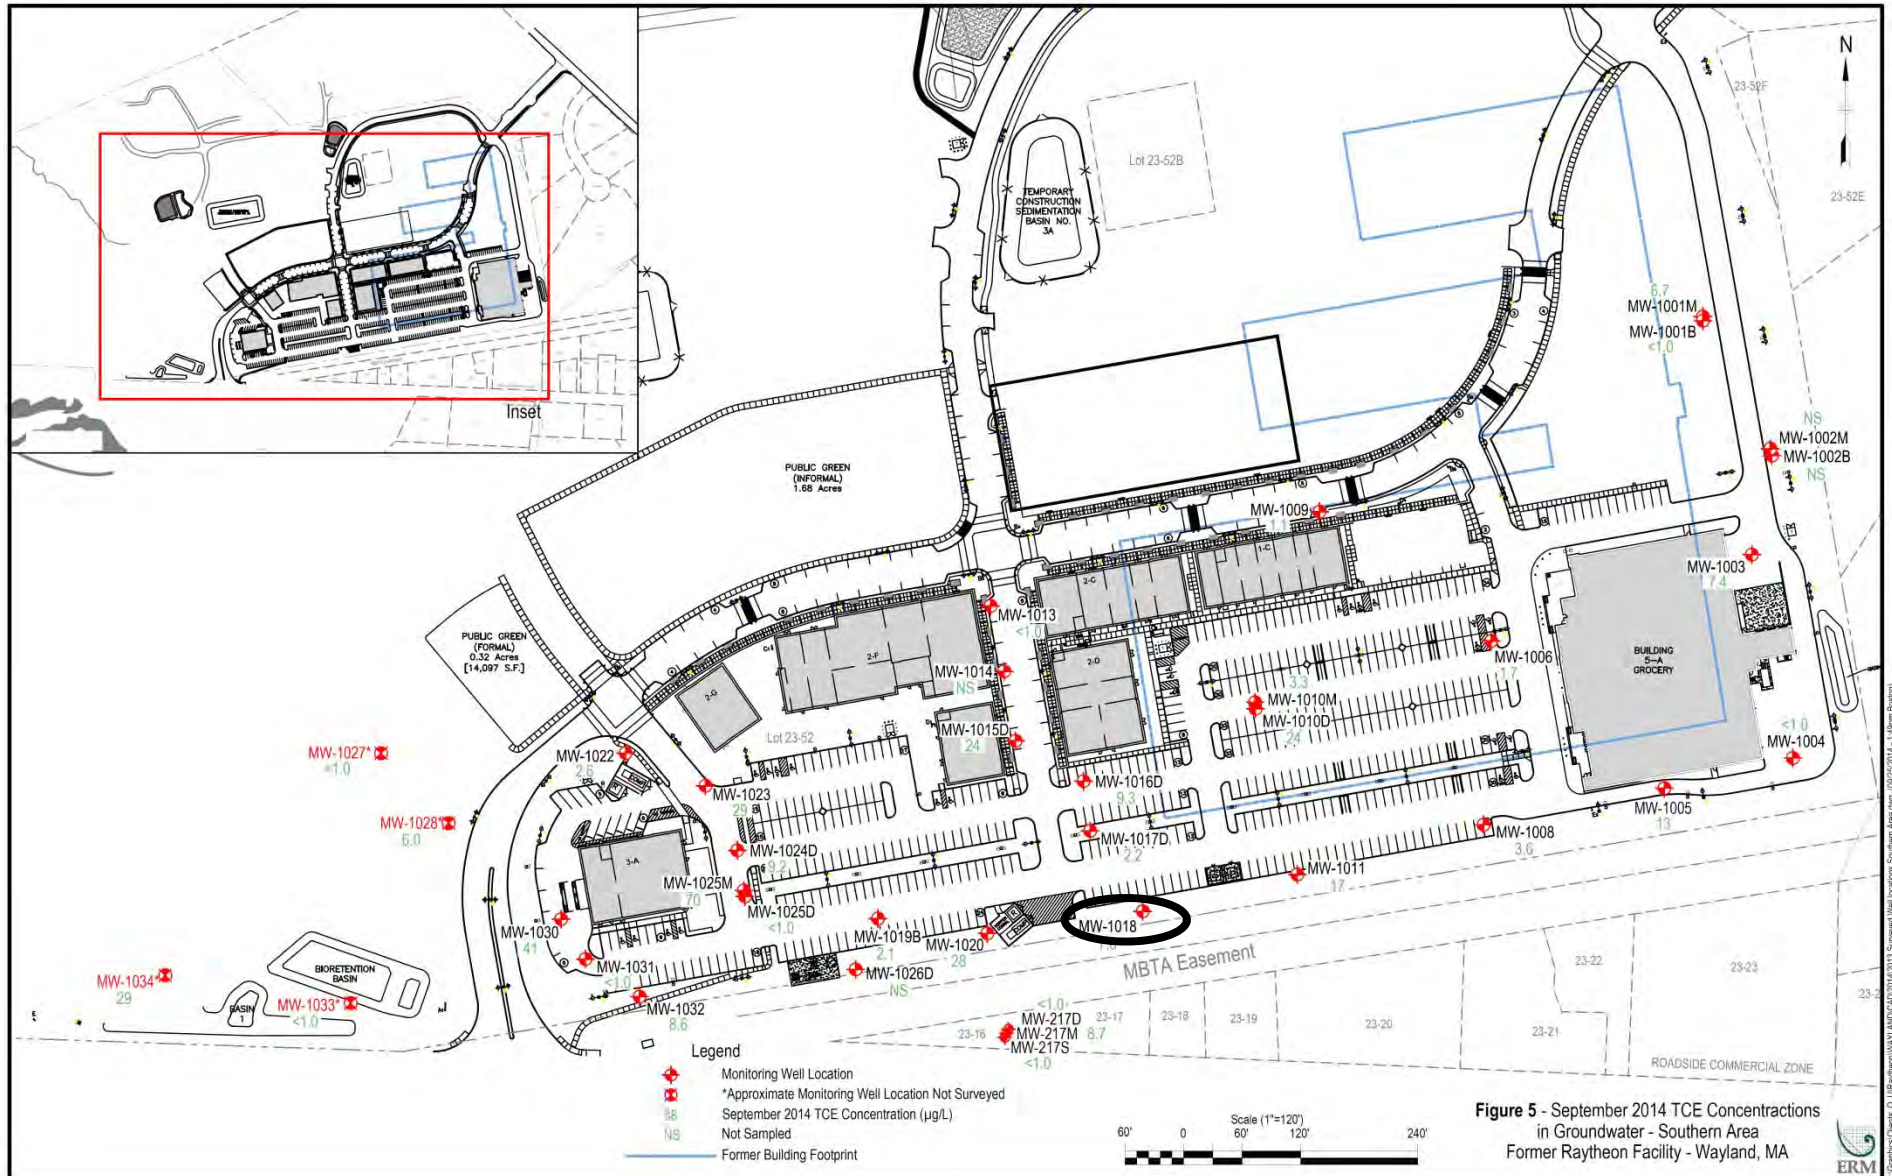 Inset
N
23-52F
23-52E
Lot 23-52B
TEMPORARY
CONSTRUCTION
SEDIMENTATION
BASIN NO.
3A
6.7
MW-1001M
MW-1001B
<1.0
NS
MW-1002M
MW-1002B
NS
PUBLIC GREEN
(INFORMAL)
1.68 Acres
MW-1009
1.1
1-C
2-C
MW-1003
7.4
MW-1013
<1.0
PUBLIC GREEN
(FORMAL)
0.32 Acres
[14,097 S.F.]
2-F
2-D
MW-1006
1.7
BUILDING
5-A
GROCERY
MW-1014
NS
3.3
MW-1010M
MW-1010D
24
2-G
MW-1015D
24
Lot 23-52
<1.0
MW-1004
MW-1027*
MW-1022
2.6
MW-1023
29
MW-1016D
9.3
MW-1005
13
MW-1028*
6.0
MW-1017D
2.2
MW-1008
3.6
MW-1024D
9.2
3-A
MW-1011
17
MW-1025M
70
MW-1025D
<1.0
MW-1018
MW-1030
41
MW-1019B
2.1
MW-1020
28
MW-1031
<1.0
MW-1026D
NS
MBTA Easement
23-22
23-23
MW-1034*
29
BIORETENTION
BASIN
BASIN
1
MW-1033*
<1.0
MW-1032
8.6
<1.0
MW-217D
MW-217M
8.7
MW-217S
<1.0
23-16
23-17
23-18
23-19
23-20
23-21
ROADSIDE COMMERCIAL ZONE
Legend
Monitoring Well Location
*Approximate Monitoring Well Location Not Surveyed
September 2014 TCE Concentration (µg/L)
NS
Not Sampled
Former Building Footprint
Scale (1"=120')
60' 0 60' 120' 240'
Figure 5 - September 2014 TCE Concentractions
in Groundwater - Southern Area
Former Raytheon Facility - Wayland, MA
ERM